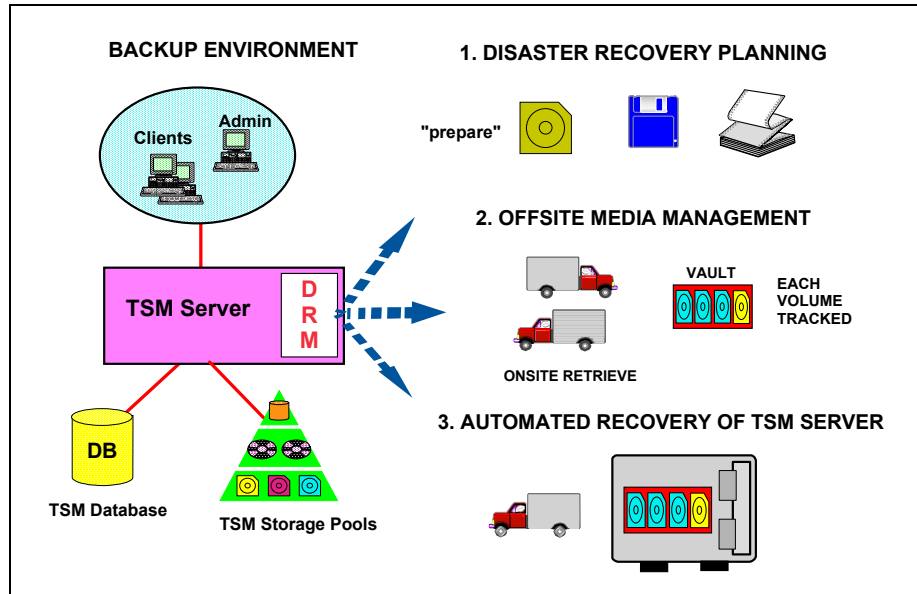 BACKUP ENVIRONMENT
Admin
Clients
TSM Server
D
R
M
DB
TSM Database
TSM Storage Pools
1. DISASTER RECOVERY PLANNING
"prepare"
2. OFFSITE MEDIA MANAGEMENT
VAULT
EACH
VOLUME
TRACKED
ONSITE RETRIEVE
3. AUTOMATED RECOVERY OF TSM SERVER